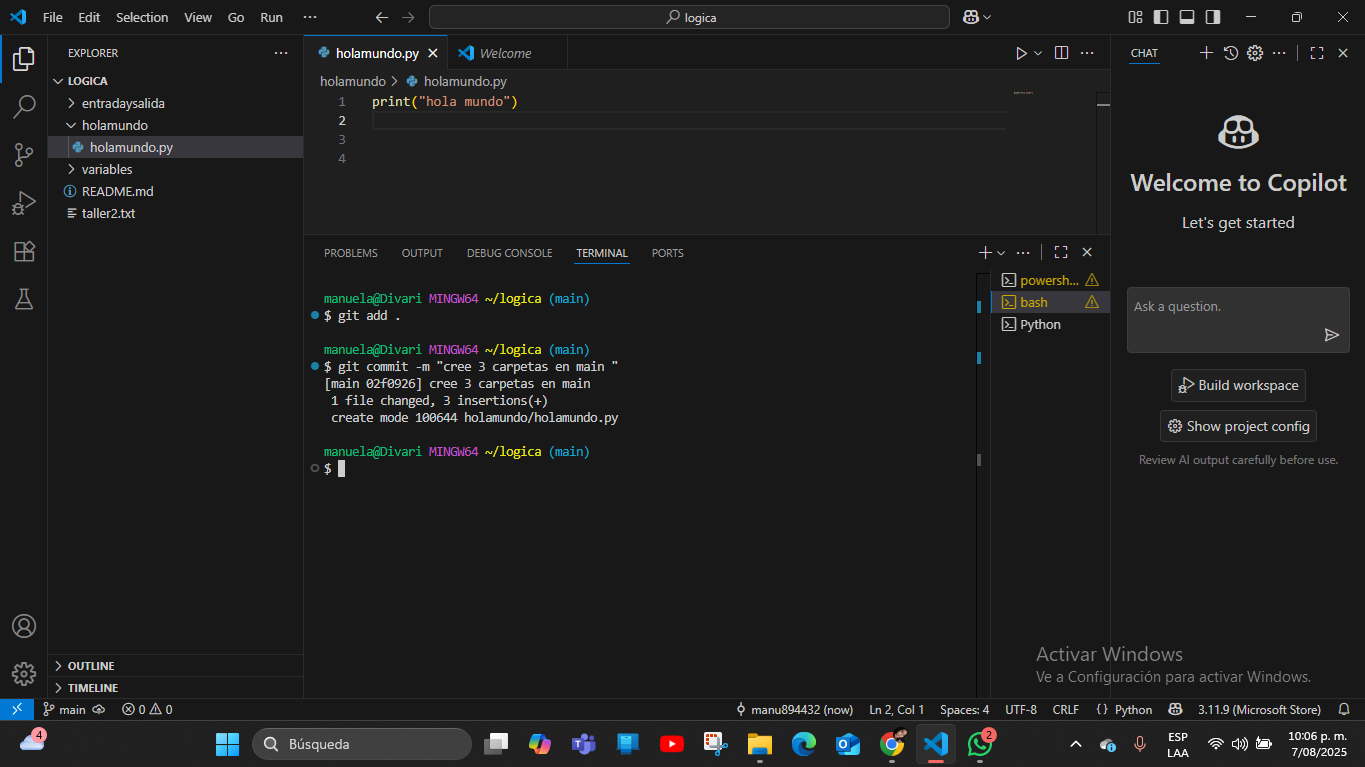 File Edit Selection View Go Run ···
logica
EXPLORER
LOGICA
entradaysalida
holamundo
holamundo.py
variables
README.md
taller2.txt
OUTLINE
TIMELINE
holamundo.py
Welcome
holamundo > holamundo.py
1 print("hola mundo")
2
3
4
PROBLEMS OUTPUT DEBUG CONSOLE TERMINAL PORTS
manuela@Divari MINGW64 ~/logica (main)
$ git add .
manuela@Divari MINGW64 ~/logica (main)
$ git commit -m "cree 3 carpetas en main "
[main 02f0926] cree 3 carpetas en main
1 file changed, 3 insertions(+)
create mode 100644 holamundo/holamundo.py
manuela@Divari MINGW64 ~/logica (main)
$
powersh...
bash
Python
CHAT
Welcome to Copilot
Let's get started
Ask a question.
Build workspace
Show project config
Review AI output carefully before use.
Activar Windows
Ve a Configuración para activar Windows.
main 0 0 manu894432 (now) Ln 2, Col 1 Spaces: 4 UTF-8 CRLF {} Python 3.11.9 (Microsoft Store)
4
Búsqueda
2
ESP
LAA
10:06 p. m.
7/08/2025